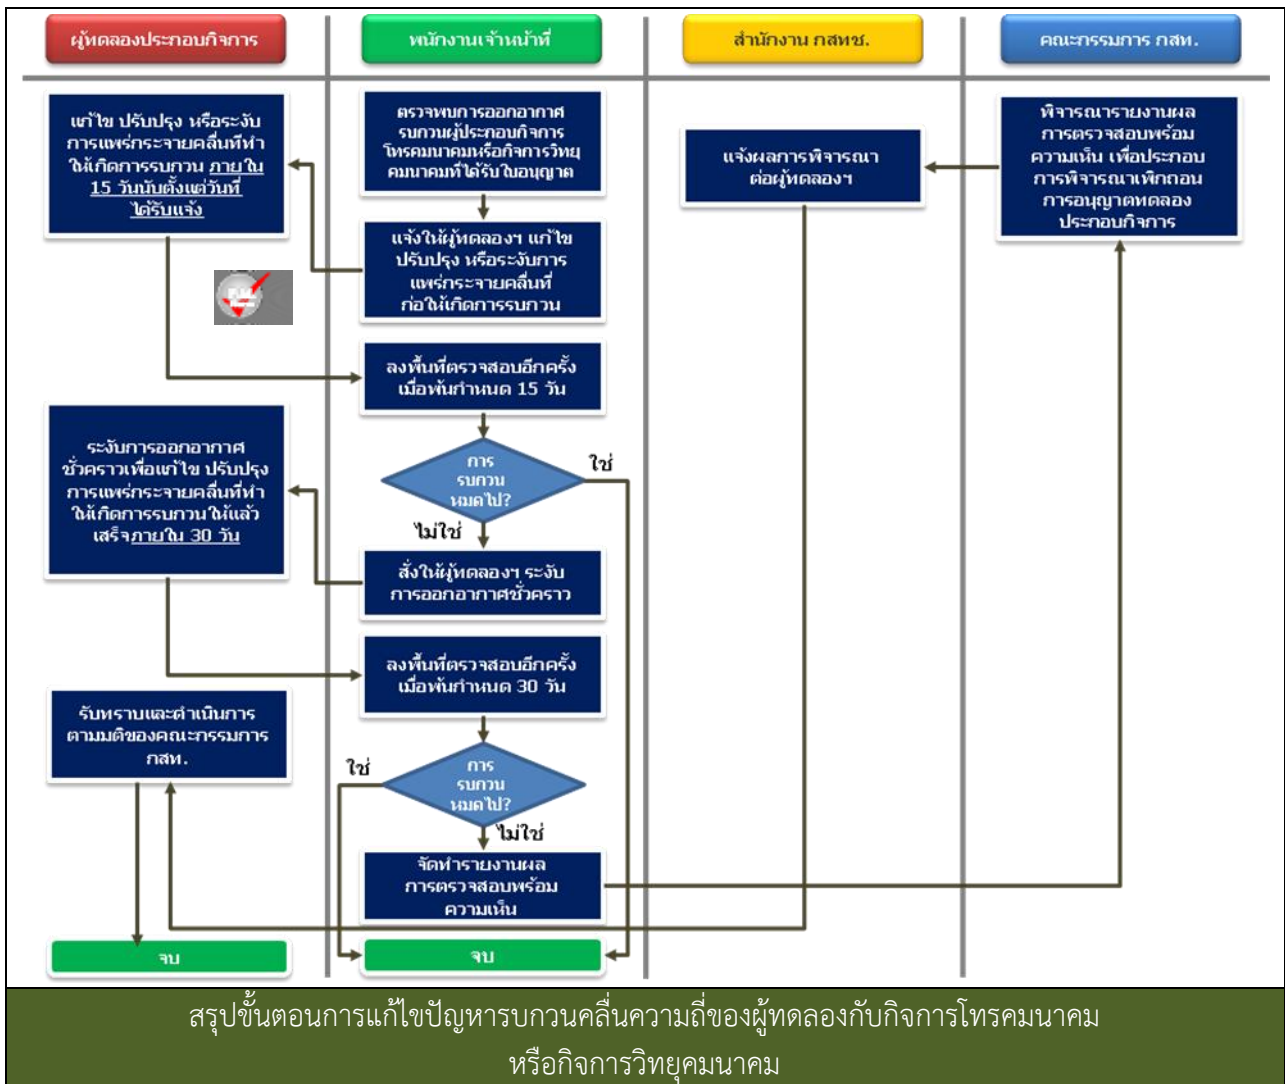 ผู้ทดลองประกอบกิจการ
พนักงานเจ้าหน้าที่
สำนักงาน กสทช.
คณะกรรมการ กสท.
ตรวจพบการออกอากาศ
รบกวนผู้ประกอบกิจการ
โทรคมนาคมหรือกิจการวิทยุ
คมนาคมที่ได้รับใบอนุญาต
แจ้งให้ผู้ทดลองฯ แก้ไข
ปรับปรุง หรือระงับการ
แพร่กระจายคลื่นที่
ก่อให้เกิดการรบกวน
แก้ไข ปรับปรุง หรือระงับ
การแพร่กระจายคลื่นที่ทำ
ให้เกิดการรบกวน ภายใน
15 วันนับตั้งแต่วันที่
ได้รับแจ้ง
ลงพื้นที่ตรวจสอบอีกครั้ง
เมื่อพ้นกำหนด 15 วัน
การ
รบกวน
หมดไป?
ใช่
ไม่ใช่
สั่งให้ผู้ทดลองฯ ระงับ
การออกอากาศชั่วคราว
ระงับการออกอากาศ
ชั่วคราวเพื่อแก้ไข ปรับปรุง
การแพร่กระจายคลื่นที่ทำ
ให้เกิดการรบกวนให้แล้ว
เสร็จภายใน 30 วัน
ลงพื้นที่ตรวจสอบอีกครั้ง
เมื่อพ้นกำหนด 30 วัน
การ
รบกวน
หมดไป?
ใช่
ไม่ใช่
จัดทำรายงานผล
การตรวจสอบพร้อม
ความเห็น
พิจารณารายงานผล
การตรวจสอบพร้อม
ความเห็น เพื่อประกอบ
การพิจารณาเพิกถอน
การอนุญาตทดลอง
ประกอบกิจการ
แจ้งผลการพิจารณา
ต่อผู้ทดลองฯ
รับทราบและดำเนินการ
ตามมติของคณะกรรมการ
กสท.
จบ
จบ
สรุปขั้นตอนการแก้ไขปัญหารบกวนคลื่นความถี่ของผู้ทดลองกับกิจการโทรคมนาคม
หรือกิจการวิทยุคมนาคม